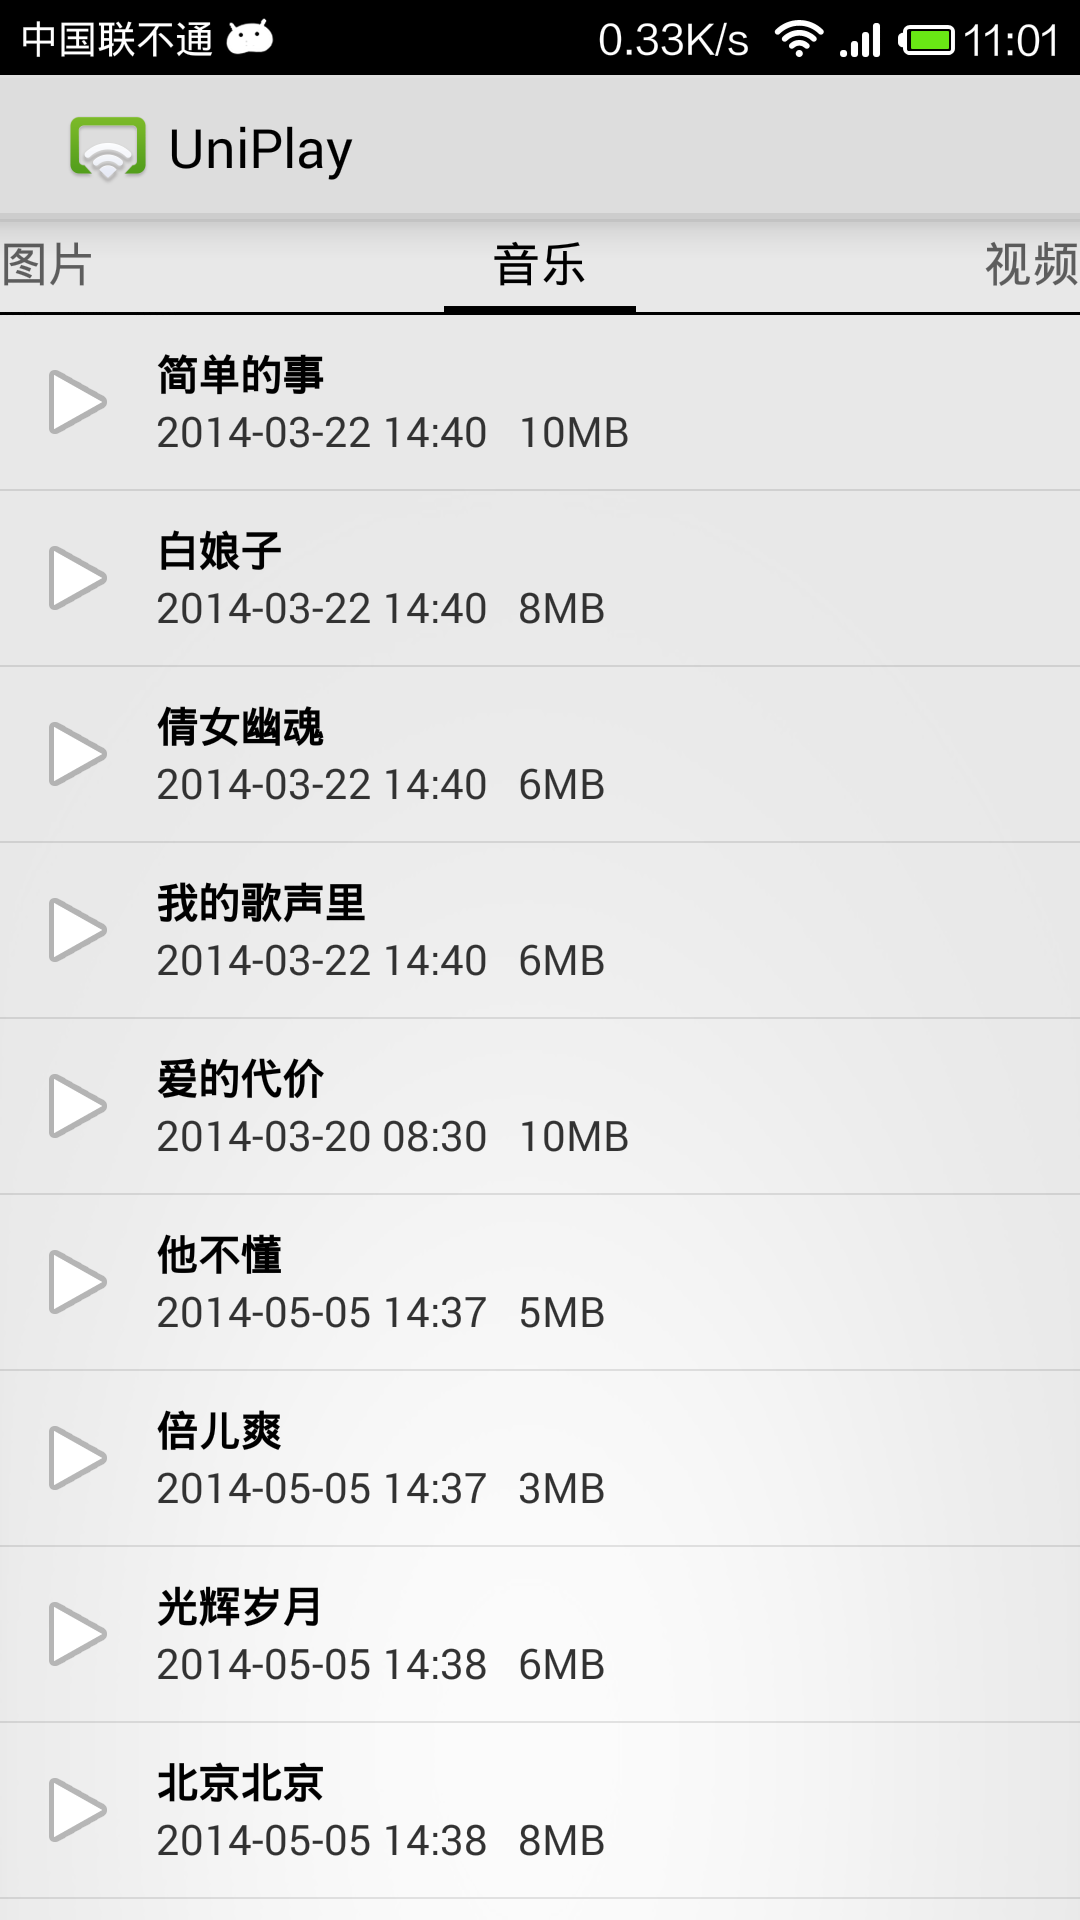 中国联不通 0.33K/s 11:01
UniPlay
图片 音乐 视频
简单的事
2014-03-22 14:40 10MB
白娘子
2014-03-22 14:40 8MB
倩女幽魂
2014-03-22 14:40 6MB
我的歌声里
2014-03-22 14:40 6MB
爱的代价
2014-03-20 08:30 10MB
他不懂
2014-05-05 14:37 5MB
倍儿爽
2014-05-05 14:37 3MB
光辉岁月
2014-05-05 14:38 6MB
北京北京
2014-05-05 14:38 8MB